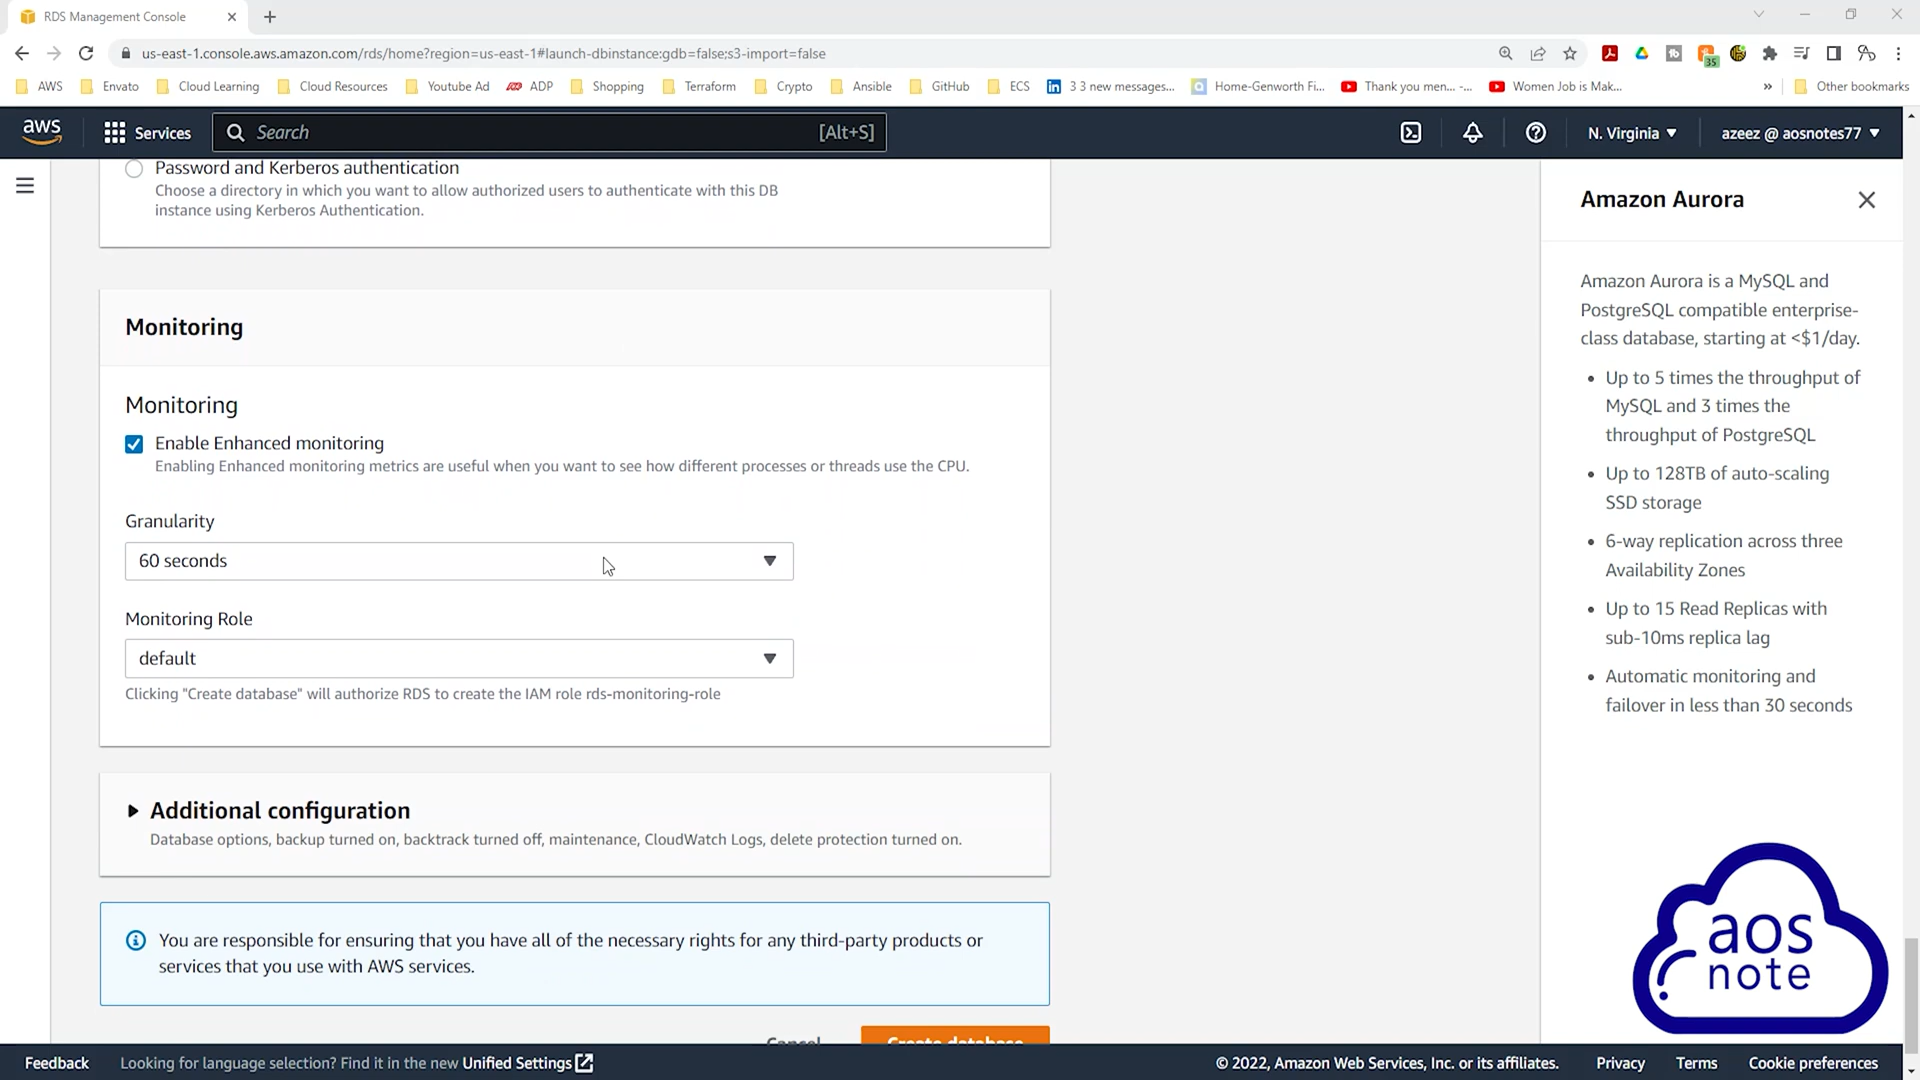 RDS Management Console
us-east-1.console.aws.amazon.com/rds/home?region=us-east-1#launch-dbinstance:gdb=false;s3-import=false
35
AWS
Envato
Cloud Learning
Cloud Resources
Youtube Ad
ADP
Shopping
Terraform
Crypto
Ansible
GitHub
ECS
3 3 new messages...
Home-Genworth Fi...
Thank you men... -...
Women Job is Mak...
»
Other bookmarks
aws
Services
Search
[Alt+S]
N. Virginia
azeez @ aosnotes77
Password and Kerberos authentication
Choose a directory in which you want to allow authorized users to authenticate with this DB
instance using Kerberos Authentication.
Monitoring
Monitoring
Enable Enhanced monitoring
Enabling Enhanced monitoring metrics are useful when you want to see how different processes or threads use the CPU.
Granularity
60 seconds
Monitoring Role
default
Clicking "Create database" will authorize RDS to create the IAM role rds-monitoring-role
Additional configuration
Database options, backup turned on, backtrack turned off, maintenance, CloudWatch Logs, delete protection turned on.
You are responsible for ensuring that you have all of the necessary rights for any third-party products or
services that you use with AWS services.
Cancel
Create database
Amazon Aurora
Amazon Aurora is a MySQL and
PostgreSQL compatible enterprise-
class database, starting at <$1/day.
• Up to 5 times the throughput of
MySQL and 3 times the
throughput of PostgreSQL
• Up to 128TB of auto-scaling
SSD storage
• 6-way replication across three
Availability Zones
• Up to 15 Read Replicas with
sub-10ms replica lag
• Automatic monitoring and
failover in less than 30 seconds
aos
note
Feedback
Looking for language selection? Find it in the new Unified Settings
© 2022, Amazon Web Services, Inc. or its affiliates.
Privacy
Terms
Cookie preferences